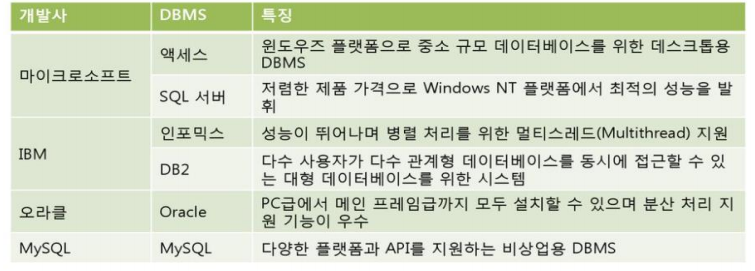 개발사 DBMS 특징
마이크로소프트
액세스
윈도우즈 플랫폼으로 중소 규모 데이터베이스를 위한 데스크톱용
DBMS
SQL 서버
저렴한 제품 가격으로 Windows NT 플랫폼에서 최적의 성능을 발
휘
IBM
인포믹스
성능이 뛰어나며 병렬 처리를 위한 멀티스레드(Multithread) 지원
DB2
다수 사용자가 다수 관계형 데이터베이스를 동시에 접근할 수 있
는 대형 데이터베이스를 위한 시스템
오라클
Oracle
PC급에서 메인 프레임급까지 모두 설치할 수 있으며 분산 처리 지
원 기능이 우수
MySQL MySQL 다양한 플랫폼과 API를 지원하는 비상업용 DBMS